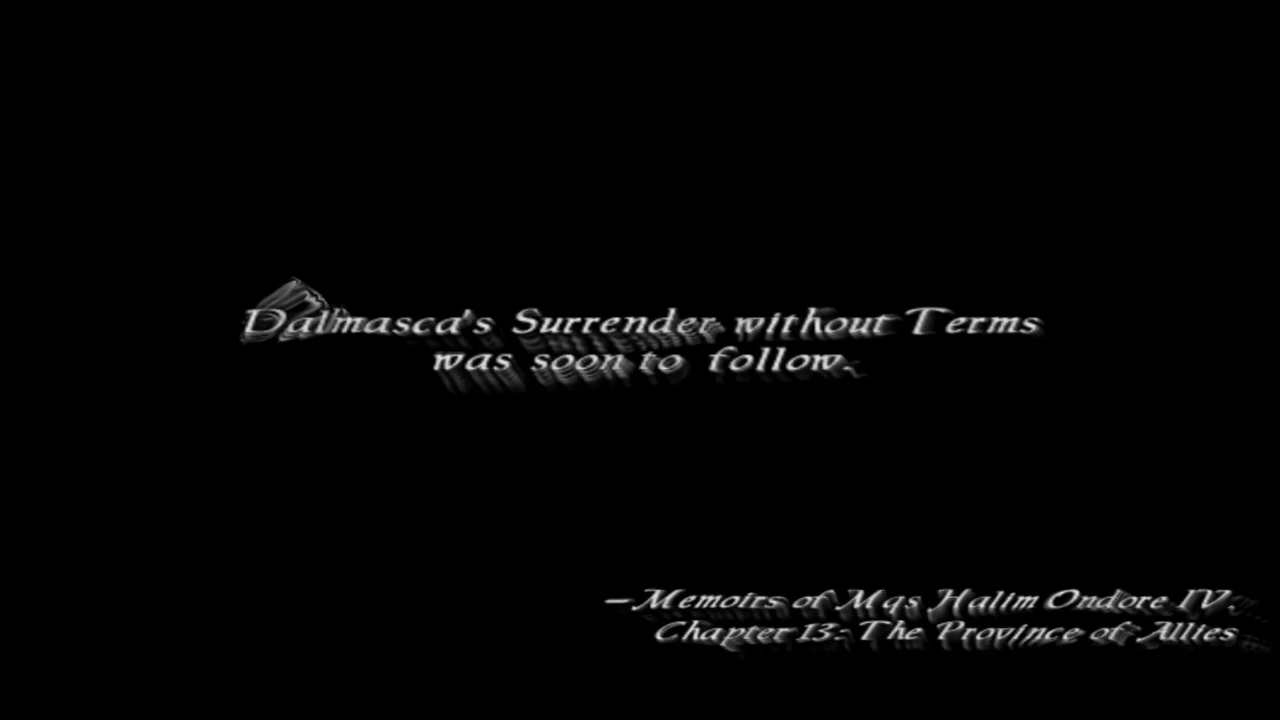 Dalmasca's Surrender without Terms
was soon to follow.
—Memoirs of Mqs Halim Ondore IV.
Chapter 13: The Province of Allies